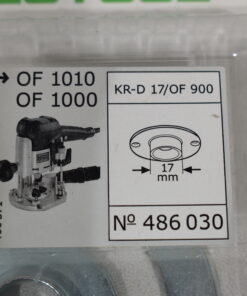 → OF 1010
OF 1000
KR-D 17/OF 900
17
mm
Nº 486 030